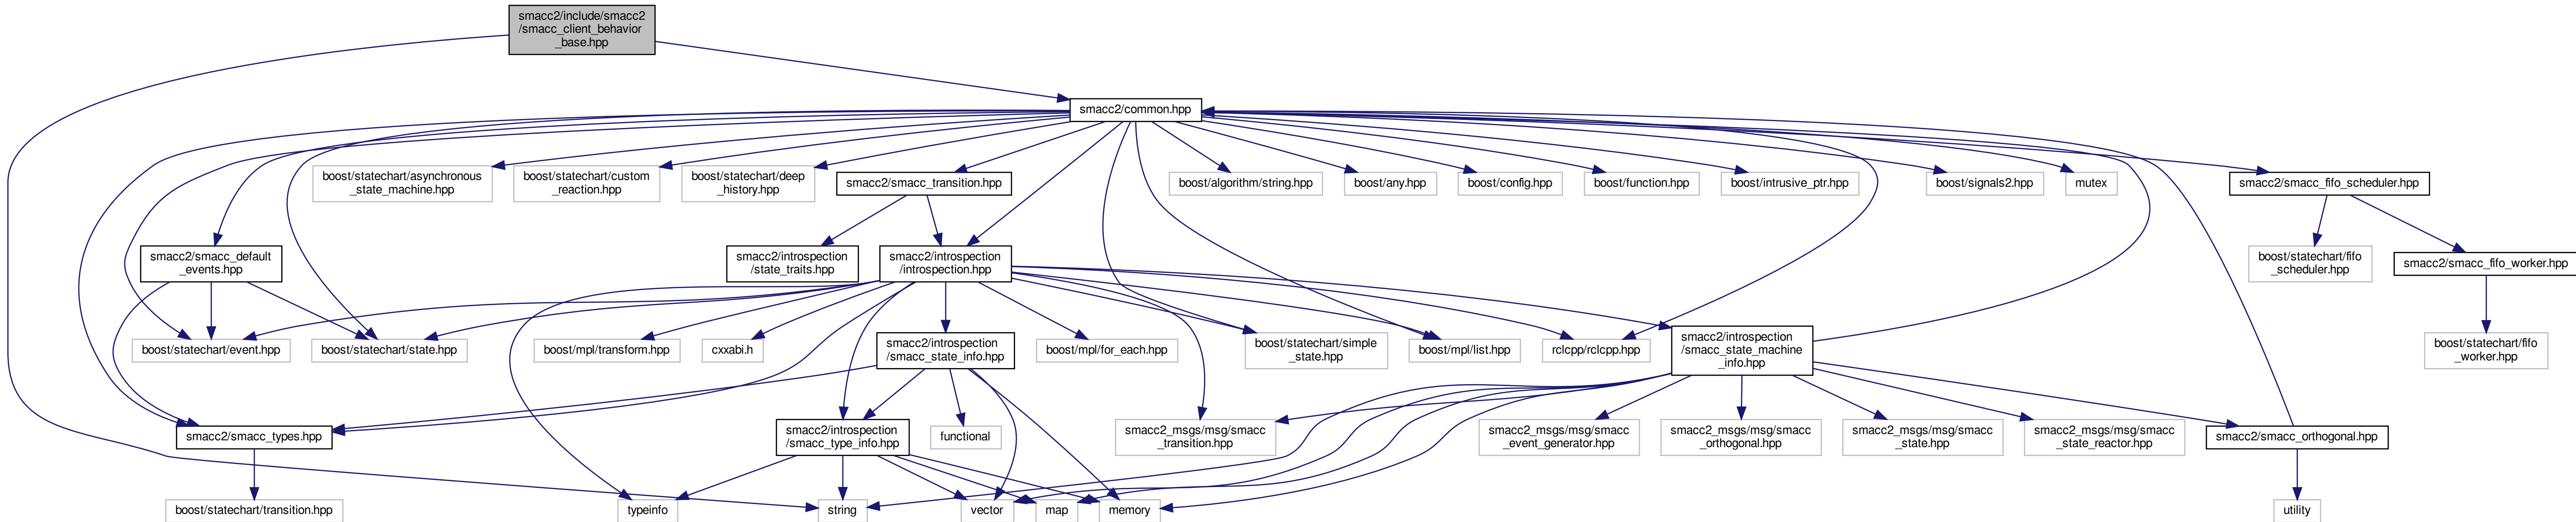 smacc2/include/smacc2
/smacc_client_behavior
_base.hpp
smacc2/common.hpp
boost/statechart/asynchronous
_state_machine.hpp
boost/statechart/custom
_reaction.hpp
boost/statechart/deep
_history.hpp
smacc2/smacc_transition.hpp
boost/algorithm/string.hpp
boost/any.hpp
boost/config.hpp
boost/function.hpp
boost/intrusive_ptr.hpp
boost/signals2.hpp
mutex
smacc2/smacc_fifo_scheduler.hpp
smacc2/smacc_default
_events.hpp
smacc2/introspection
/state_traits.hpp
smacc2/introspection
/introspection.hpp
boost/statechart/fifo
_scheduler.hpp
smacc2/smacc_fifo_worker.hpp
boost/statechart/event.hpp
boost/statechart/state.hpp
boost/mpl/transform.hpp
cxxabi.h
smacc2/introspection
/smacc_state_info.hpp
boost/mpl/for_each.hpp
boost/statechart/simple
_state.hpp
boost/mpl/list.hpp
rclcpp/rclcpp.hpp
smacc2/introspection
/smacc_state_machine
_info.hpp
boost/statechart/fifo
_worker.hpp
smacc2/smacc_types.hpp
smacc2/introspection
/smacc_type_info.hpp
functional
smacc2_msgs/msg/smacc
_transition.hpp
smacc2_msgs/msg/smacc
_event_generator.hpp
smacc2_msgs/msg/smacc
_orthogonal.hpp
smacc2_msgs/msg/smacc
_state.hpp
smacc2_msgs/msg/smacc
_state_reactor.hpp
smacc2/smacc_orthogonal.hpp
boost/statechart/transition.hpp
typeinfo
string
vector
map
memory
utility